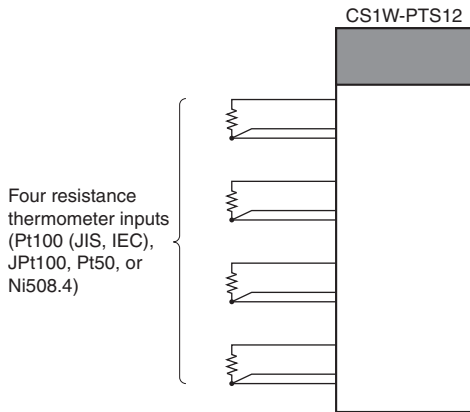 CS1W-PTS12
Four resistance
thermometer inputs
(Pt100 (JIS, IEC),
JPt100, Pt50, or
Ni508.4)